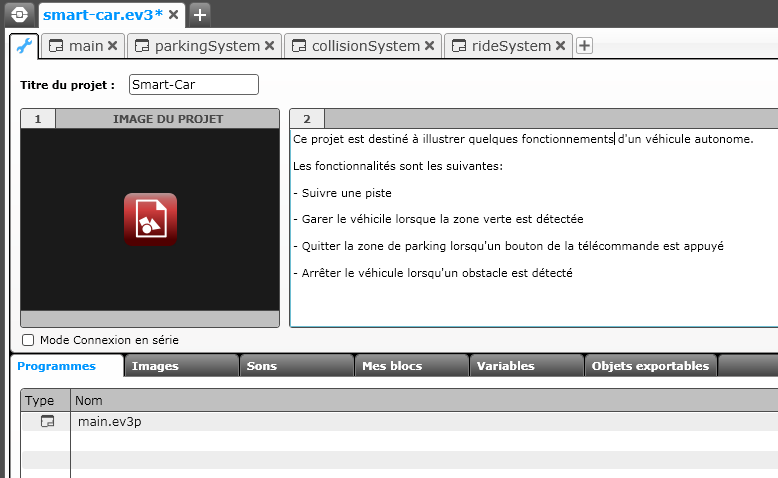 smart-car.ev3*
main
parkingSystem
collisionSystem
rideSystem
Titre du projet :
Smart-Car
1
IMAGE DU PROJET
2
Ce projet est destiné à illustrer quelques fonctionnements d'un véhicule autonome.
Les fonctionnalités sont les suivantes:
- Suivre une piste
- Garer le véhicile lorsque la zone verte est détectée
- Quitter la zone de parking lorsqu'un bouton de la télécommande est appuyé
- Arrêter le véhicule lorsqu'un obstacle est détecté
Mode Connexion en série
Programmes
Images
Sons
Mes blocs
Variables
Objets exportables
Type
Nom
main.ev3p